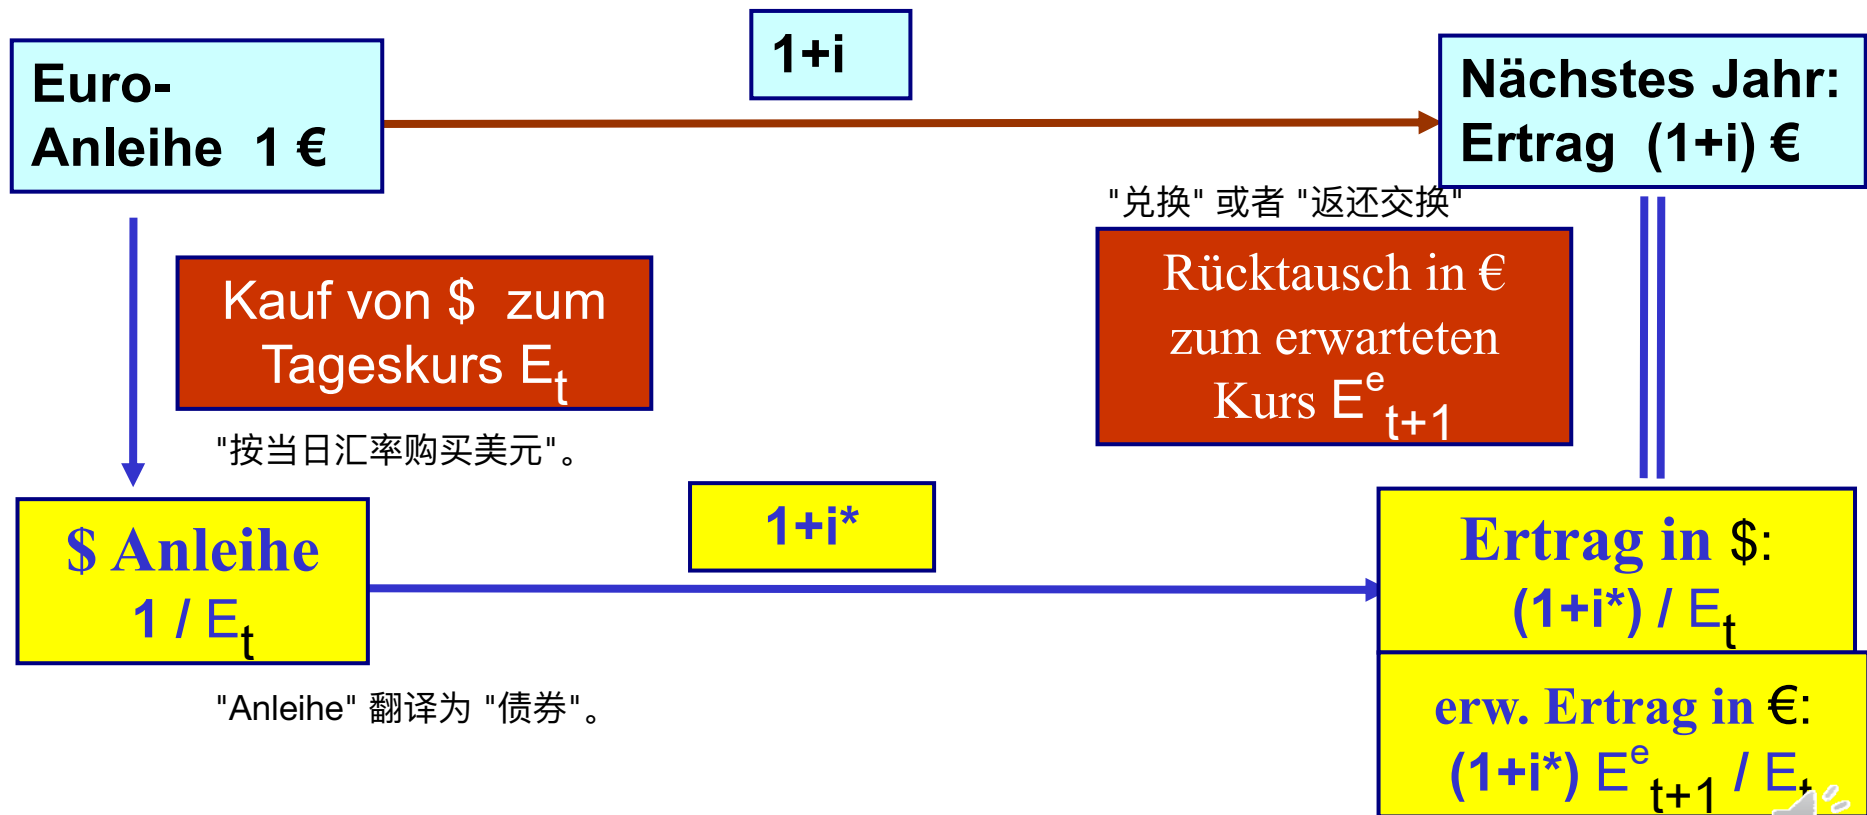 Euro-
Anleihe 1 €
1+i
Nächstes Jahr:
Ertrag (1+i) €
"兑换" 或者 "返还交换"
Kauf von $ zum
Tageskurs Eₜ
Rücktausch in €
zum erwarteten
Kurs Eᵉₜ₊₁
"按当日汇率购买美元"。
$ Anleihe
1 / Eₜ
1+i*
Ertrag in $:
(1+i*) / Eₜ
"Anleihe" 翻译为 "债券"。
erw. Ertrag in €:
(1+i*) Eᵉₜ₊₁ / Eₜ